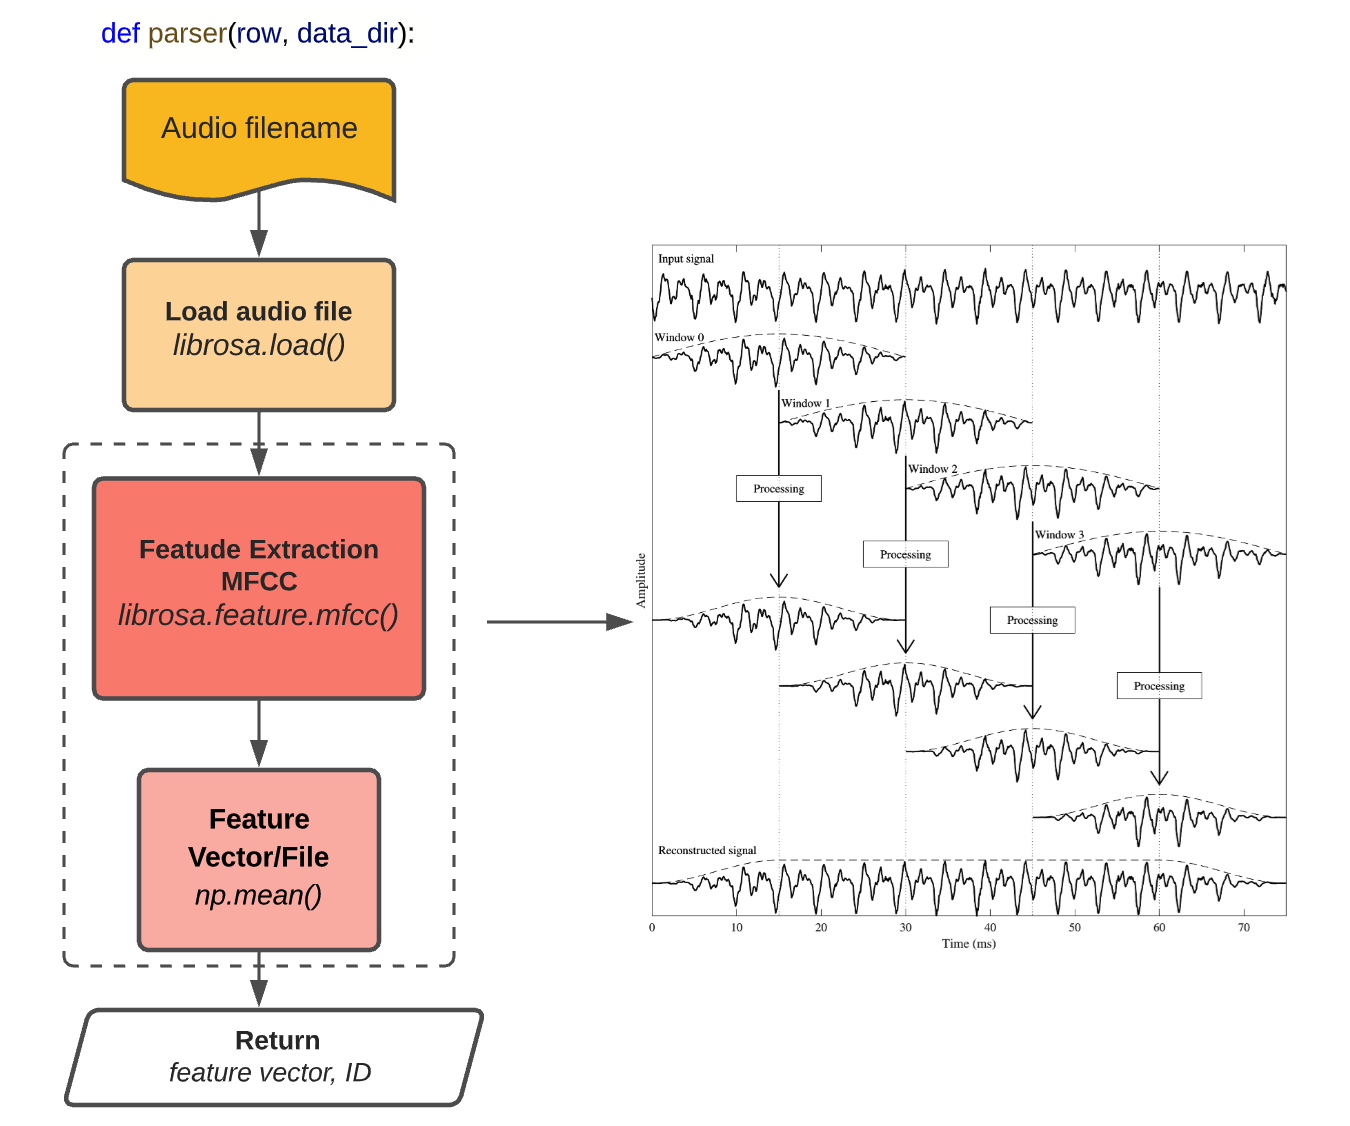 def parser(row, data_dir):
Audio filename
Load audio file
librosa.load()
Featude Extraction
MFCC
librosa.feature.mfcc()
Feature
Vector/File
np.mean()
Return
feature vector, ID
Input signal
Window 0
Window 1
Window 2
Window 3
Processing
Processing
Processing
Processing
Amplitude
Reconstructed signal
0 10 20 30 40 50 60 70
Time (ms)